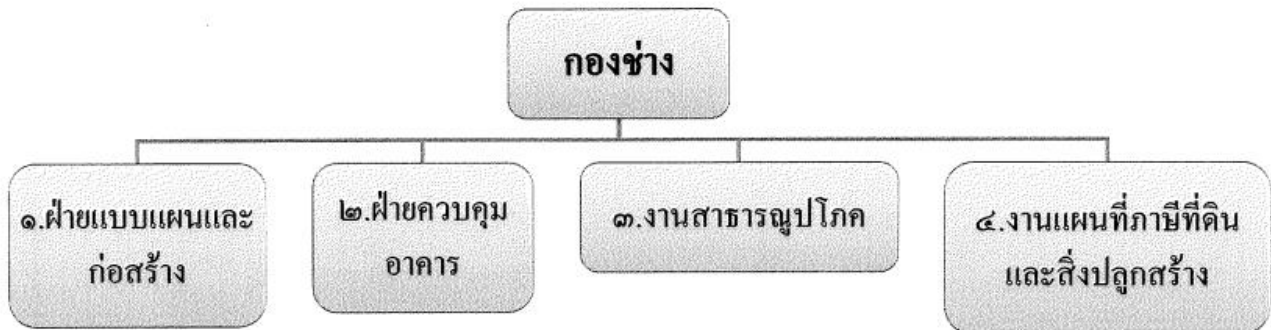 กองช่าง
๑.ฝ่ายแบบแผนและ
ก่อสร้าง
๒.ฝ่ายควบคุม
อาคาร
๓.งานสาธารณูปโภค
๔.งานแผนที่ภาษีที่ดิน
และสิ่งปลูกสร้าง